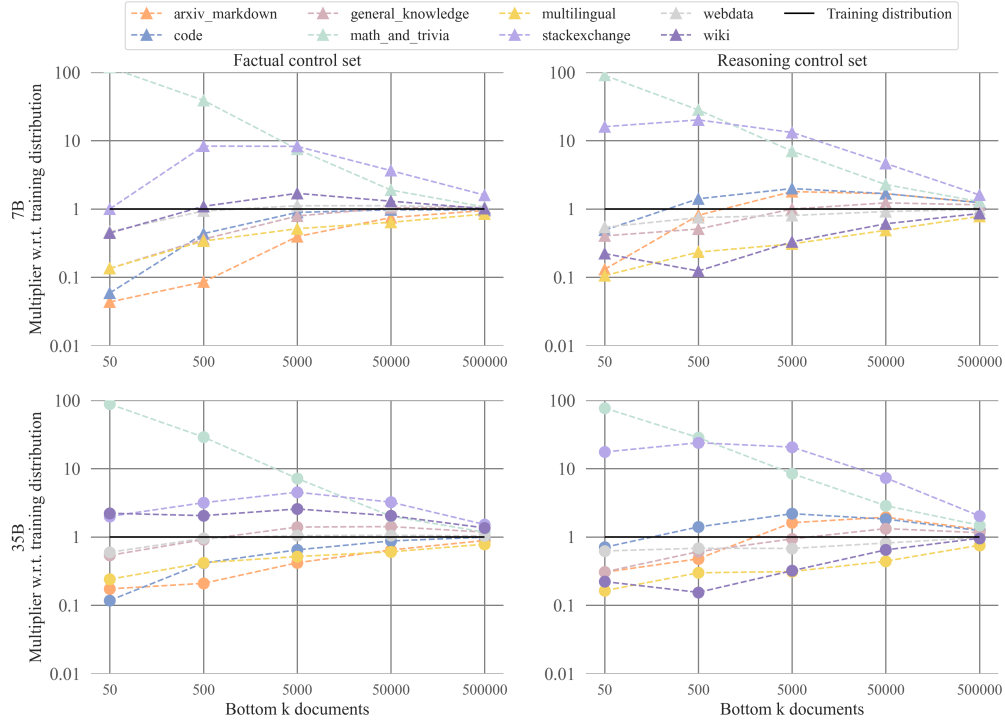 arxiv_markdown general_knowledge multilingual webdata Training distribution
code math_and_trivia stackexchange wiki
Factual control set Reasoning control set
7B
Multiplier w.r.t. training distribution
100 100
10 10
1 1
0.1 0.1
0.01 0.01
50 500 5000 50000 500000 50 500 5000 50000 500000
35B
Multiplier w.r.t. training distribution
100 100
10 10
1 1
0.1 0.1
0.01 0.01
50 500 5000 50000 500000 50 500 5000 50000 500000
Bottom k documents Bottom k documents